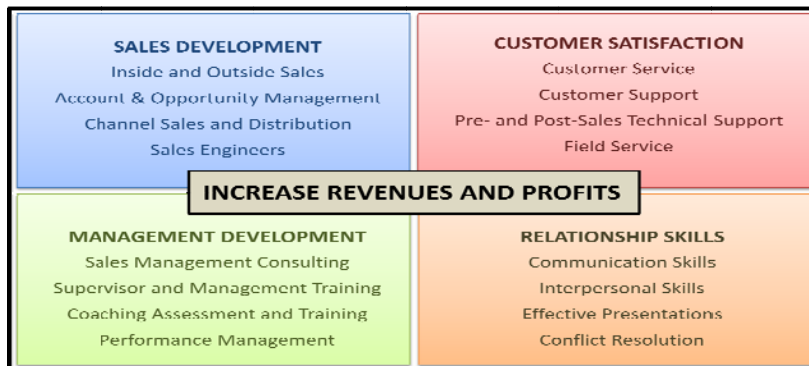 SALES DEVELOPMENT
Inside and Outside Sales
Account & Opportunity Management
Channel Sales and Distribution
Sales Engineers
CUSTOMER SATISFACTION
Customer Service
Customer Support
Pre- and Post-Sales Technical Support
Field Service
INCREASE REVENUES AND PROFITS
MANAGEMENT DEVELOPMENT
Sales Management Consulting
Supervisor and Management Training
Coaching Assessment and Training
Performance Management
RELATIONSHIP SKILLS
Communication Skills
Interpersonal Skills
Effective Presentations
Conflict Resolution